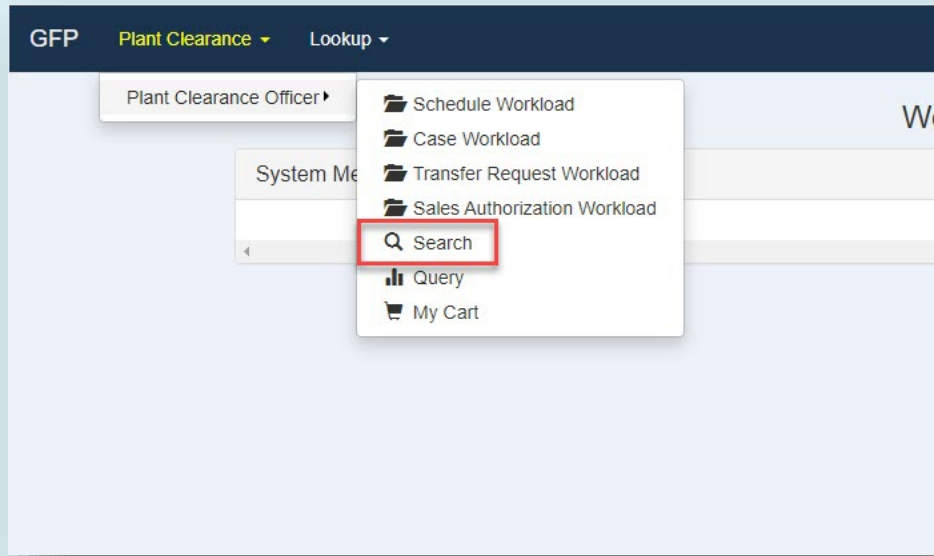 GFP Plant Clearance Lookup
Plant Clearance Officer
Schedule Workload
Case Workload
Transfer Request Workload
Sales Authorization Workload
Search
Query
My Cart
System Me